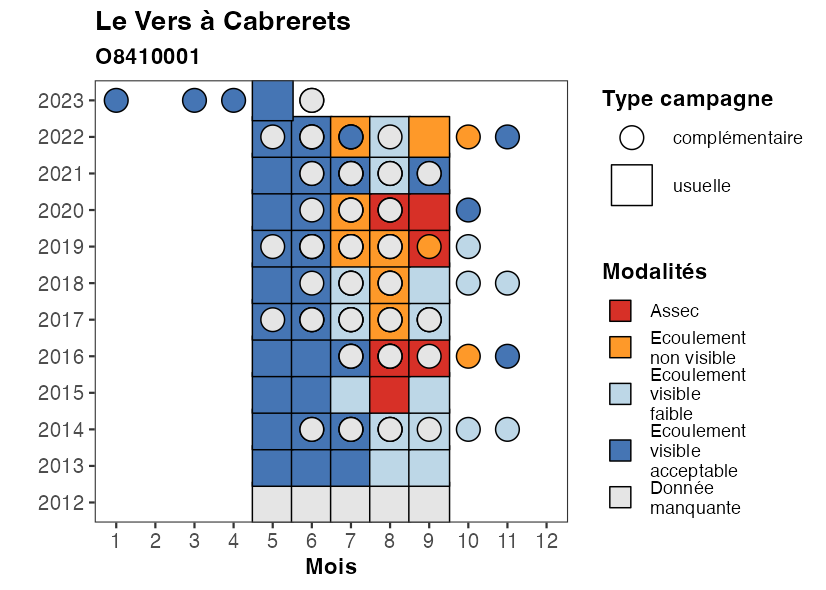 Le Vers à Cabrerets
O8410001
2023
2022
2021
2020
2019
2018
2017
2016
2015
2014
2013
2012
1 2 3 4 5 6 7 8 9 10 11 12
Mois
Type campagne
complémentaire
usuelle
Modalités
Assec
Ecoulement
non visible
Ecoulement
visible
faible
Ecoulement
visible
acceptable
Donnée
manquante